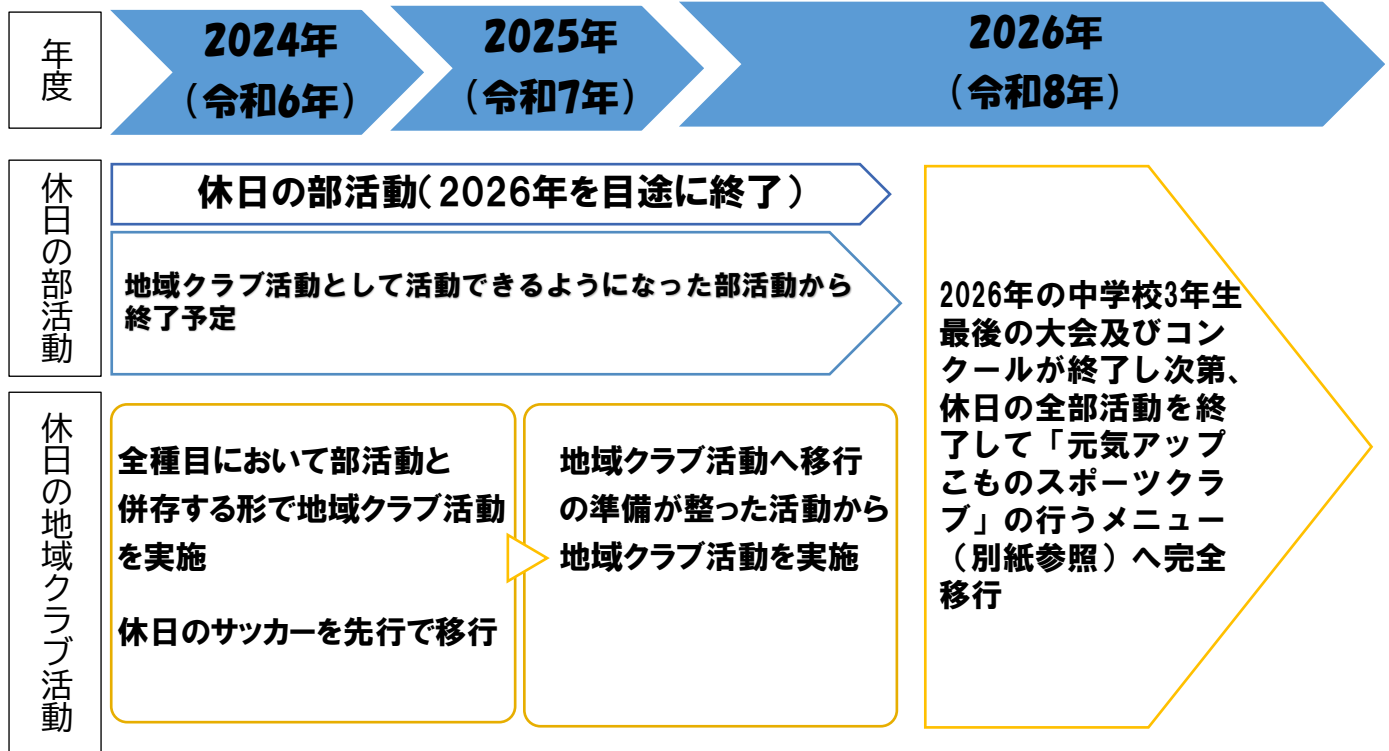 年度
2024年
（令和6年）
2025年
（令和7年）
2026年
（令和8年）
休日の部活動
休日の部活動（2026年を目途に終了）
地域クラブ活動として活動できるようになった部活動から
終了予定
休日の地域クラブ活動
全種目において部活動と
併存する形で地域クラブ活動
を実施
休日のサッカーを先行で移行
地域クラブ活動へ移行
の準備が整った活動から
地域クラブ活動を実施
2026年の中学校3年生
最後の大会及びコン
クールが終了し次第、
休日の全部活動を終
了して「元気アップ
こものスポーツクラ
ブ」の行うメニュー
（別紙参照）へ完全
移行